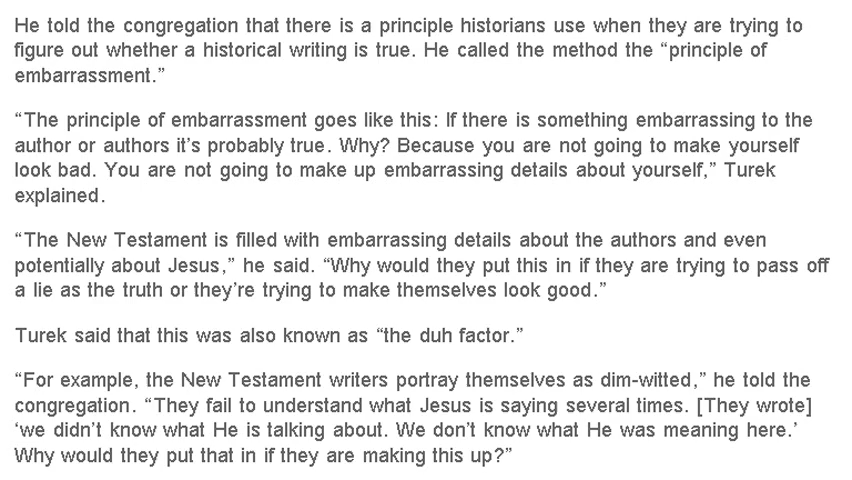 He told the congregation that there is a principle historians use when they are trying to
figure out whether a historical writing is true. He called the method the “principle of
embarrassment.”
“The principle of embarrassment goes like this: If there is something embarrassing to the
author or authors it’s probably true. Why? Because you are not going to make yourself
look bad. You are not going to make up embarrassing details about yourself,” Turek
explained.
“The New Testament is filled with embarrassing details about the authors and even
potentially about Jesus,” he said. “Why would they put this in if they are trying to pass off
a lie as the truth or they’re trying to make themselves look good.”
Turek said that this was also known as “the duh factor.”
“For example, the New Testament writers portray themselves as dim-witted,” he told the
congregation. “They fail to understand what Jesus is saying several times. [They wrote]
‘we didn’t know what He is talking about. We don’t know what He was meaning here.’
Why would they put that in if they are making this up?”